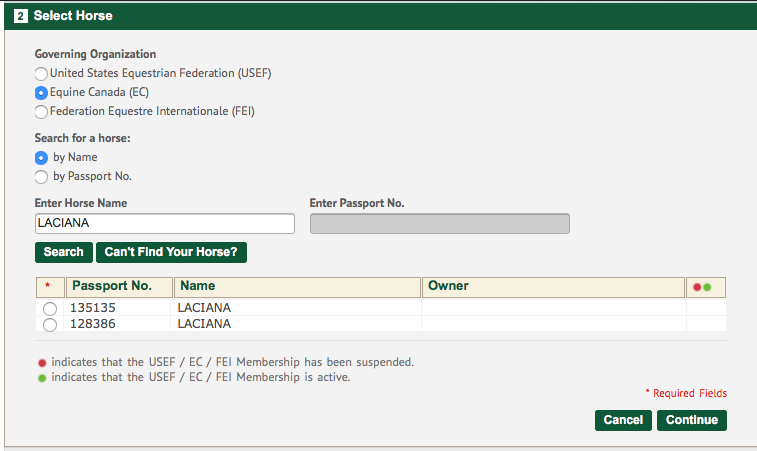 2 Select Horse
Governing Organization
United States Equestrian Federation (USEF)
Equine Canada (EC)
Federation Equestre Internationale (FEI)
Search for a horse:
by Name
by Passport No.
Enter Horse Name Enter Passport No.
LACIANA
Search Can't Find Your Horse?
* Passport No. Name Owner
135135 LACIANA
128386 LACIANA
indicates that the USEF / EC / FEI Membership has been suspended.
indicates that the USEF / EC / FEI Membership is active.
* Required Fields
Cancel Continue